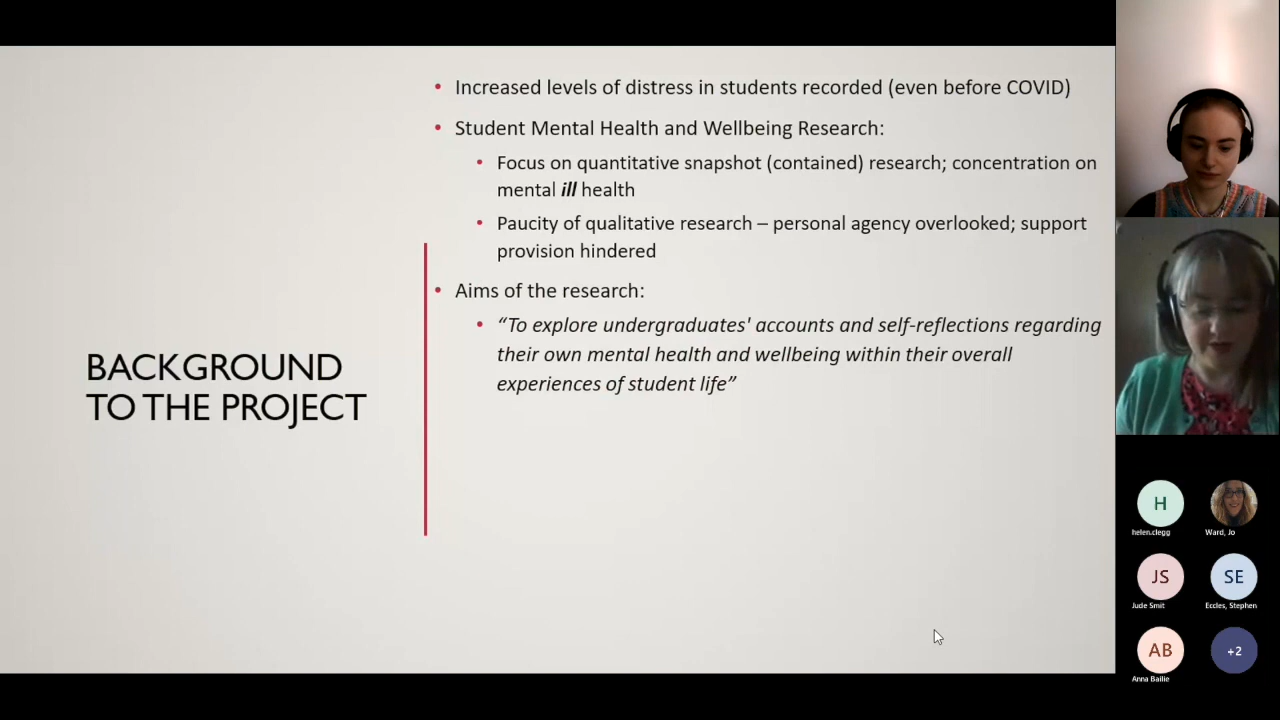 BACKGROUND
TO THE PROJECT
• Increased levels of distress in students recorded (even before COVID)
• Student Mental Health and Wellbeing Research:
• Focus on quantitative snapshot (contained) research; concentration on
mental ill health
• Paucity of qualitative research – personal agency overlooked; support
provision hindered
• Aims of the research:
• “To explore undergraduates' accounts and self-reflections regarding
their own mental health and wellbeing within their overall
experiences of student life”
H
helen.clegg
Ward, Jo
JS
Jude Smit
SE
Eccles, Stephen
AB
Anna Bailie
+2